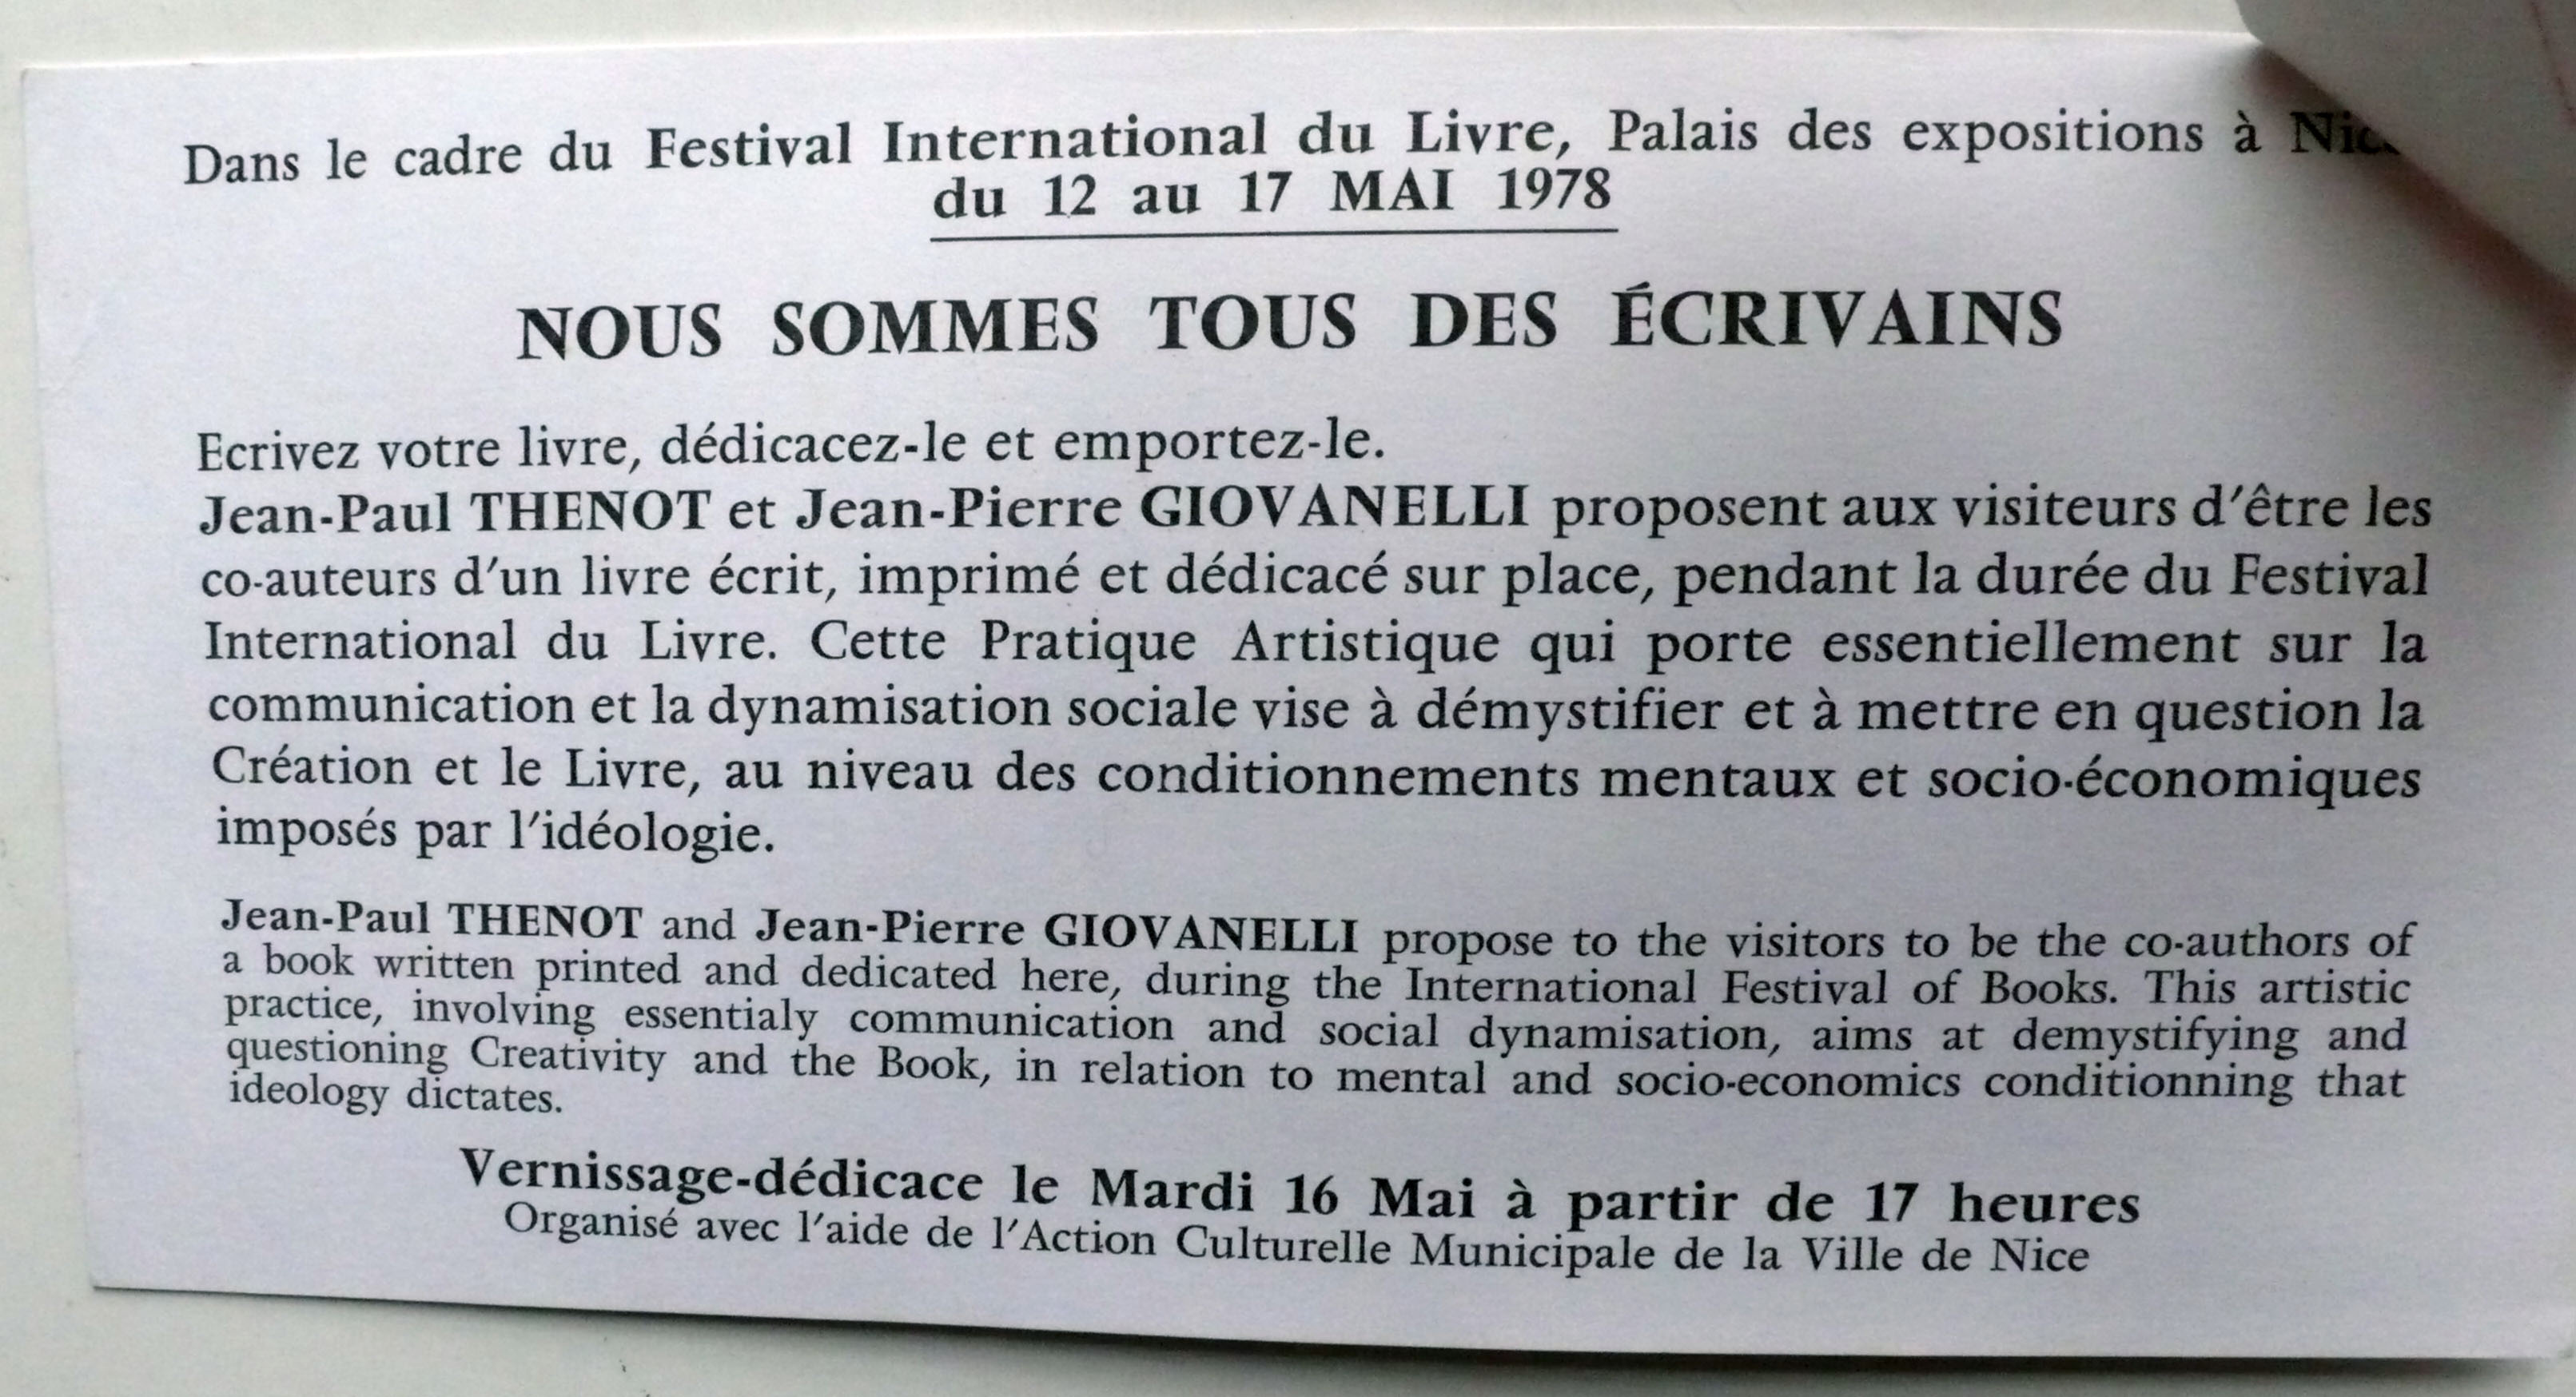 Dans le cadre du Festival International du Livre, Palais des expositions à
du 12 au 17 MAI 1978
NOUS SOMMES TOUS DES ÉCRIVAINS
Ecrivez votre livre, dédicacez-le et emportez-le.
Jean-Paul THENOT et Jean-Pierre GIOVANELLI proposent aux visiteurs d'être les
co-auteurs d'un livre écrit, imprimé et dédicacé sur place, pendant la durée du Festival
International du Livre. Cette Pratique Artistique qui porte essentiellement sur la
communication et la dynamisation sociale vise à démystifier et à mettre en question la
Création et le Livre, au niveau des conditionnements mentaux et socio-économiques
imposés par l'idéologie.
Jean-Paul THENOT and Jean-Pierre GIOVANELLI propose to the visitors to be the co-authors of
a book written printed and dedicated here, during the International Festival of Books. This artistic
practice, involving essentialy communication and social dynamisation, aims at demystifying and
questioning Creativity and the Book, in relation to mental and socio-economics conditionning that
ideology dictates.
Vernissage-dédicace le Mardi 16 Mai à partir de 17 heures
Organisé avec l'aide de l'Action Culturelle Municipale de la Ville de Nice